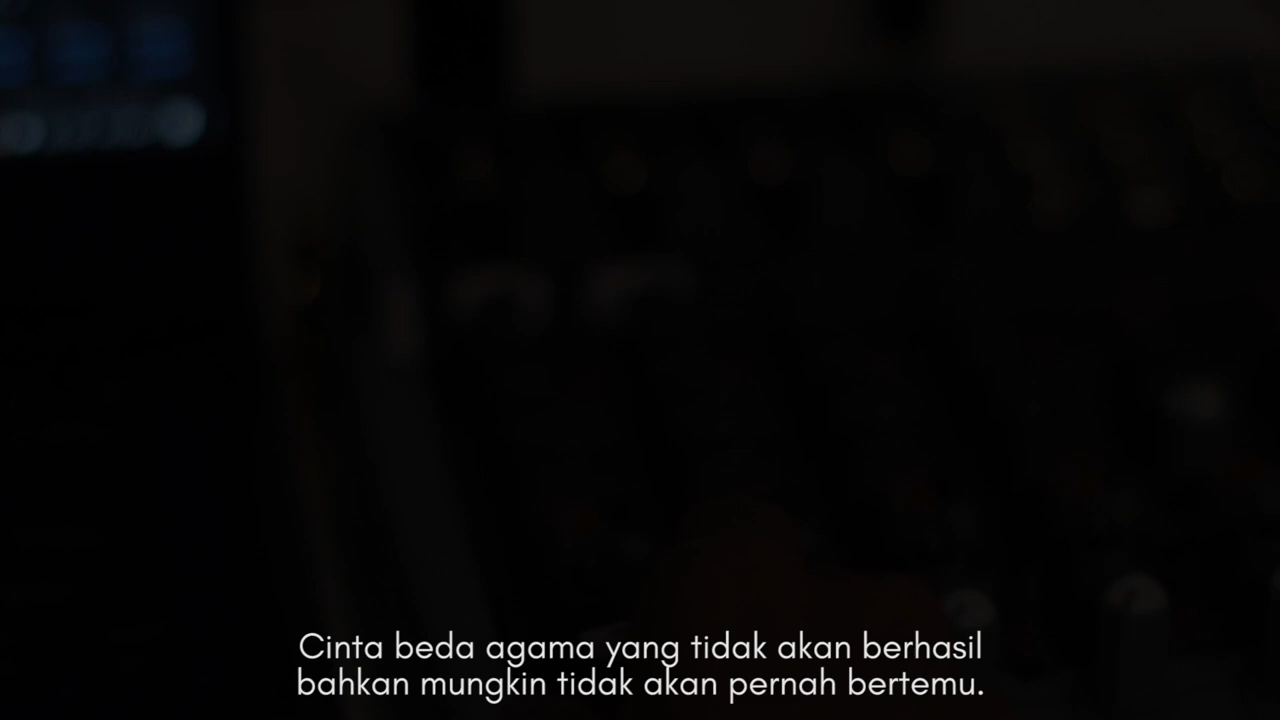 Cinta beda agama yang tidak akan berhasil
bahkan mungkin tidak akan pernah bertemu.